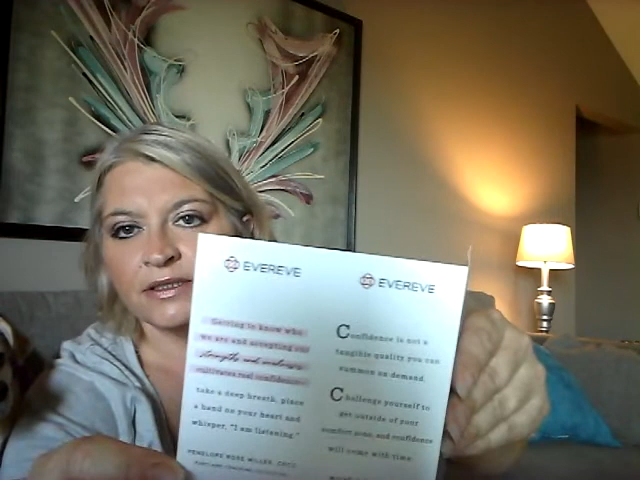 EVEREVE
Getting to know who
we are and accepting our
strengths and weaknesses
cultivates real confidence.
take a deep breath, place
a hand on your heart and
whisper, "I am listening."
PENELOPE ROSE MILLER,
EVEREVE
Confidence is not a
tangible quality you can
summon on demand.
Challenge yourself to
get outside of your
comfort zone, and confidence
will come with time.